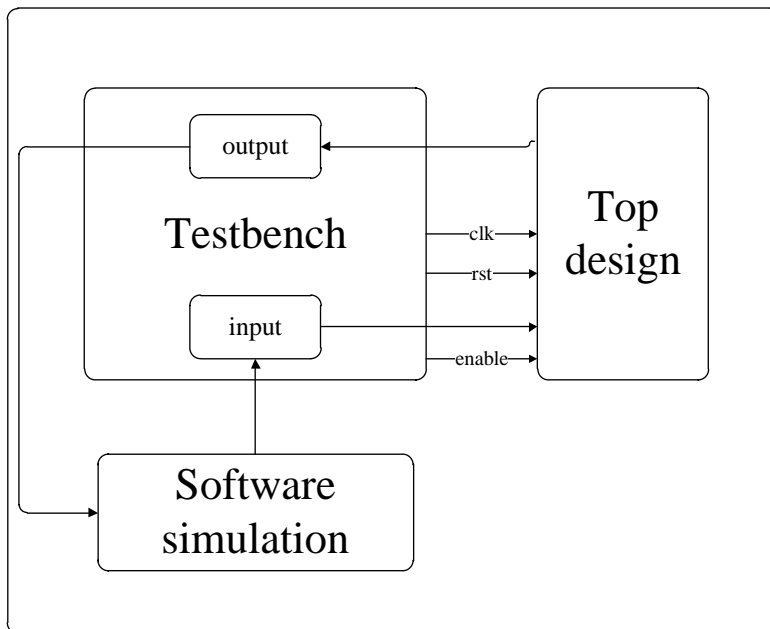 output
Testbench
clk
rst
input
enable
Top
design
Software
simulation